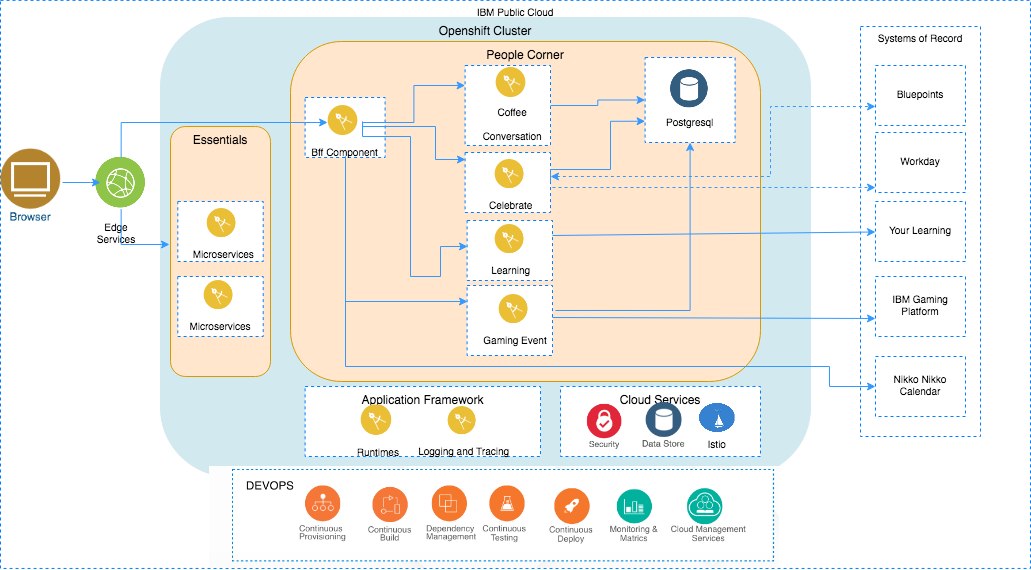 IBM Public Cloud
Openshift Cluster
People Corner
Systems of Record
Essentials
Browser
Edge
Services
Microservices
Microservices
Bff Component
Coffee
Conversation
Celebrate
Learning
Gaming Event
Postgresql
Bluepoints
Workday
Your Learning
IBM Gaming
Platform
Nikko Nikko
Calendar
Application Framework
Runtimes
Logging and Tracing
Cloud Services
Security
Data Store
Istio
DEVOPS
Continuous
Provisioning
Continuous
Build
Dependency
Management
Continuous
Testing
Continuous
Deploy
Monitoring &
Matrics
Cloud Management
Services